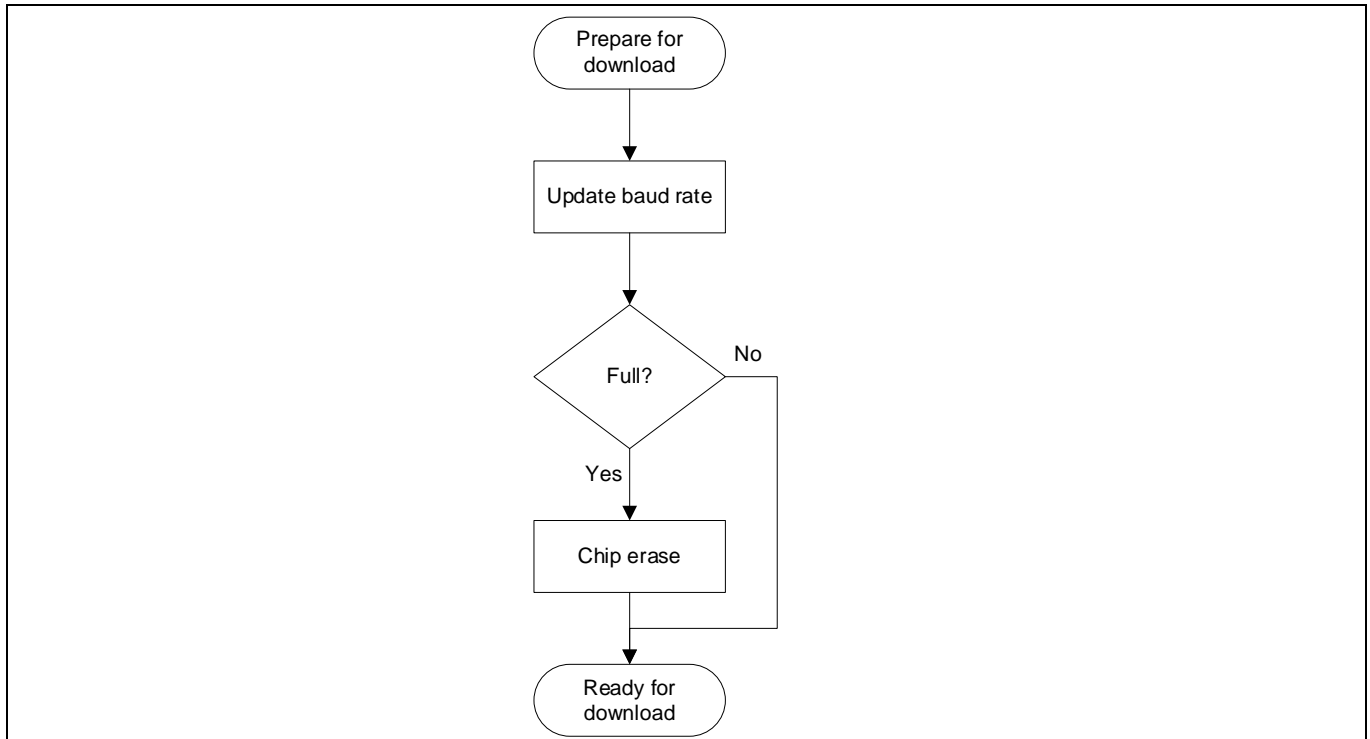 Prepare for
download
Update baud rate
Full?
No
Yes
Chip erase
Ready for
download